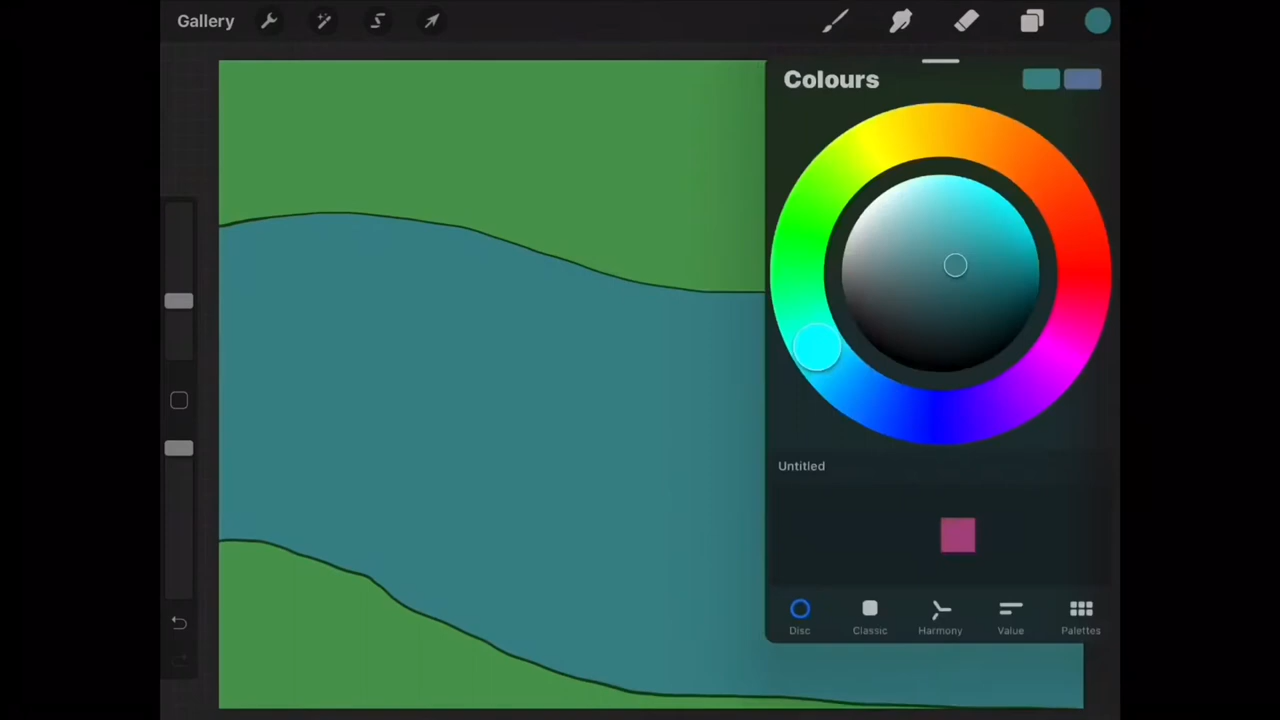 Gallery
Colours
Untitled
Disc
Classic
Harmony
Value
Palettes